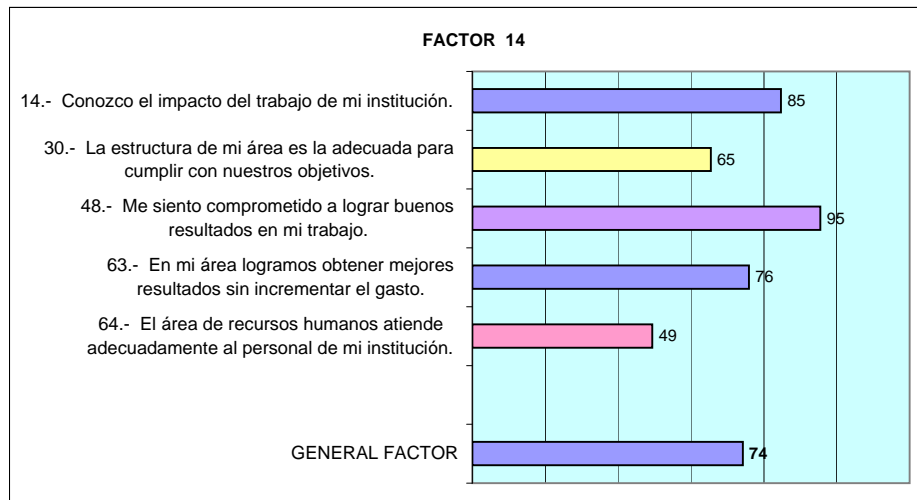 FACTOR 14
14.- Conozco el impacto del trabajo de mi institución.
85
30.- La estructura de mi área es la adecuada para
cumplir con nuestros objetivos.
65
48.- Me siento comprometido a lograr buenos
resultados en mi trabajo.
95
63.- En mi área logramos obtener mejores
resultados sin incrementar el gasto.
76
64.- El área de recursos humanos atiende
adecuadamente al personal de mi institución.
49
GENERAL FACTOR
74